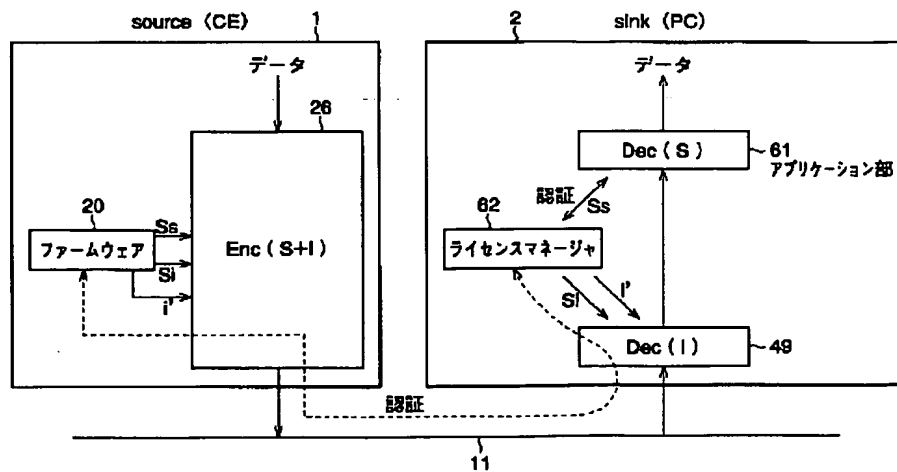 source (CE)
1
データ
26
20
ファームウェア
Ss
Si
i'
Enc (S+I)
sink (PC)
2
データ
Dec (S)
61
アプリケーション部
認証
Ss
62
ライセンスマネージャ
Si
I'
Dec (I)
49
認証
11